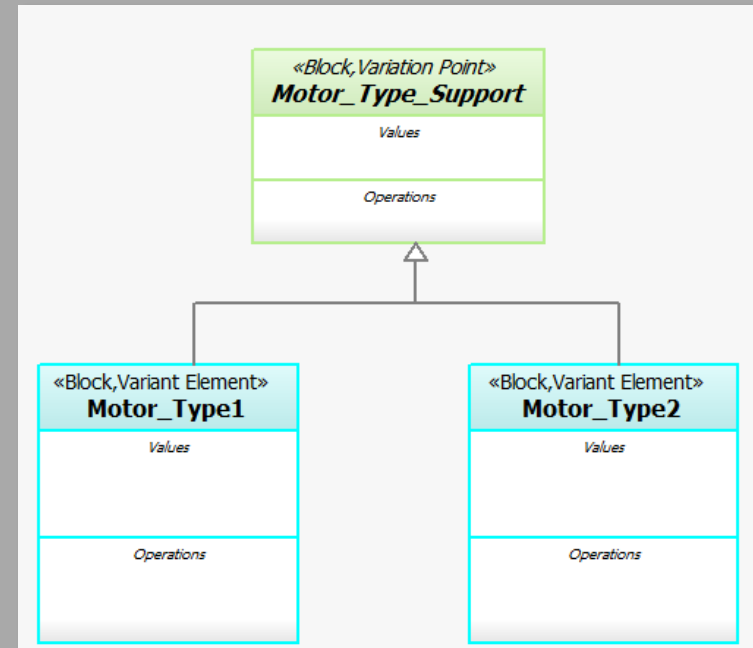 «Block,Variation Point»
Motor_Type_Support
Values
Operations
«Block,Variant Element»
Motor_Type1
Values
Operations
«Block,Variant Element»
Motor_Type2
Values
Operations